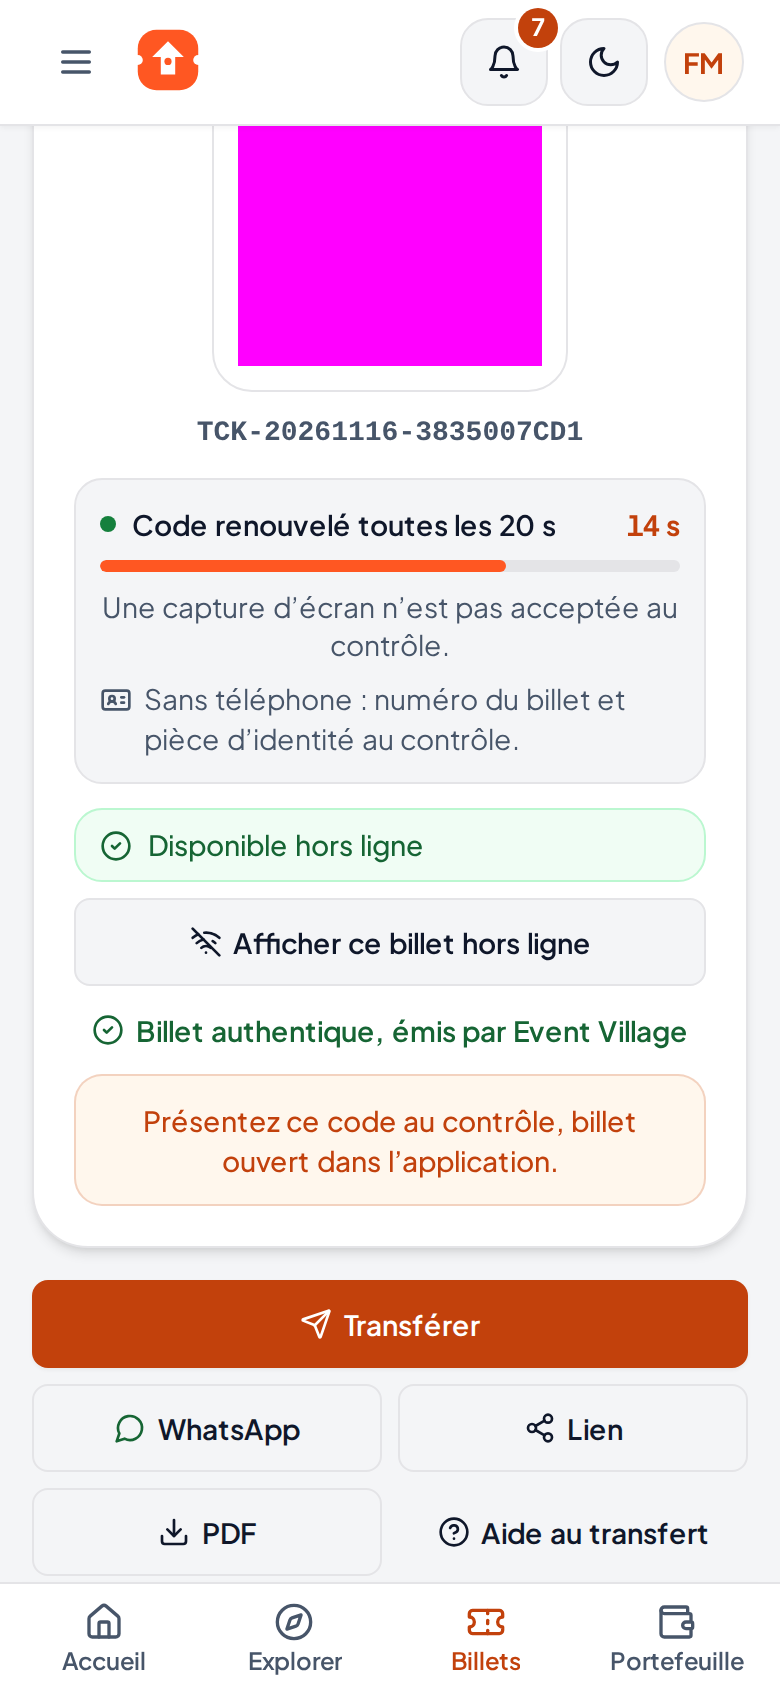 7
FM
TCK-20261116-3835007CD1
Code renouvelé toutes les 20 s
14 s
Une capture d’écran n’est pas acceptée au
contrôle.
Sans téléphone : numéro du billet et
pièce d’identité au contrôle.
Disponible hors ligne
Afficher ce billet hors ligne
Billet authentique, émis par Event Village
Présentez ce code au contrôle, billet
ouvert dans l’application.
Transférer
WhatsApp
Lien
PDF
Aide au transfert
Accueil
Explorer
Billets
Portefeuille